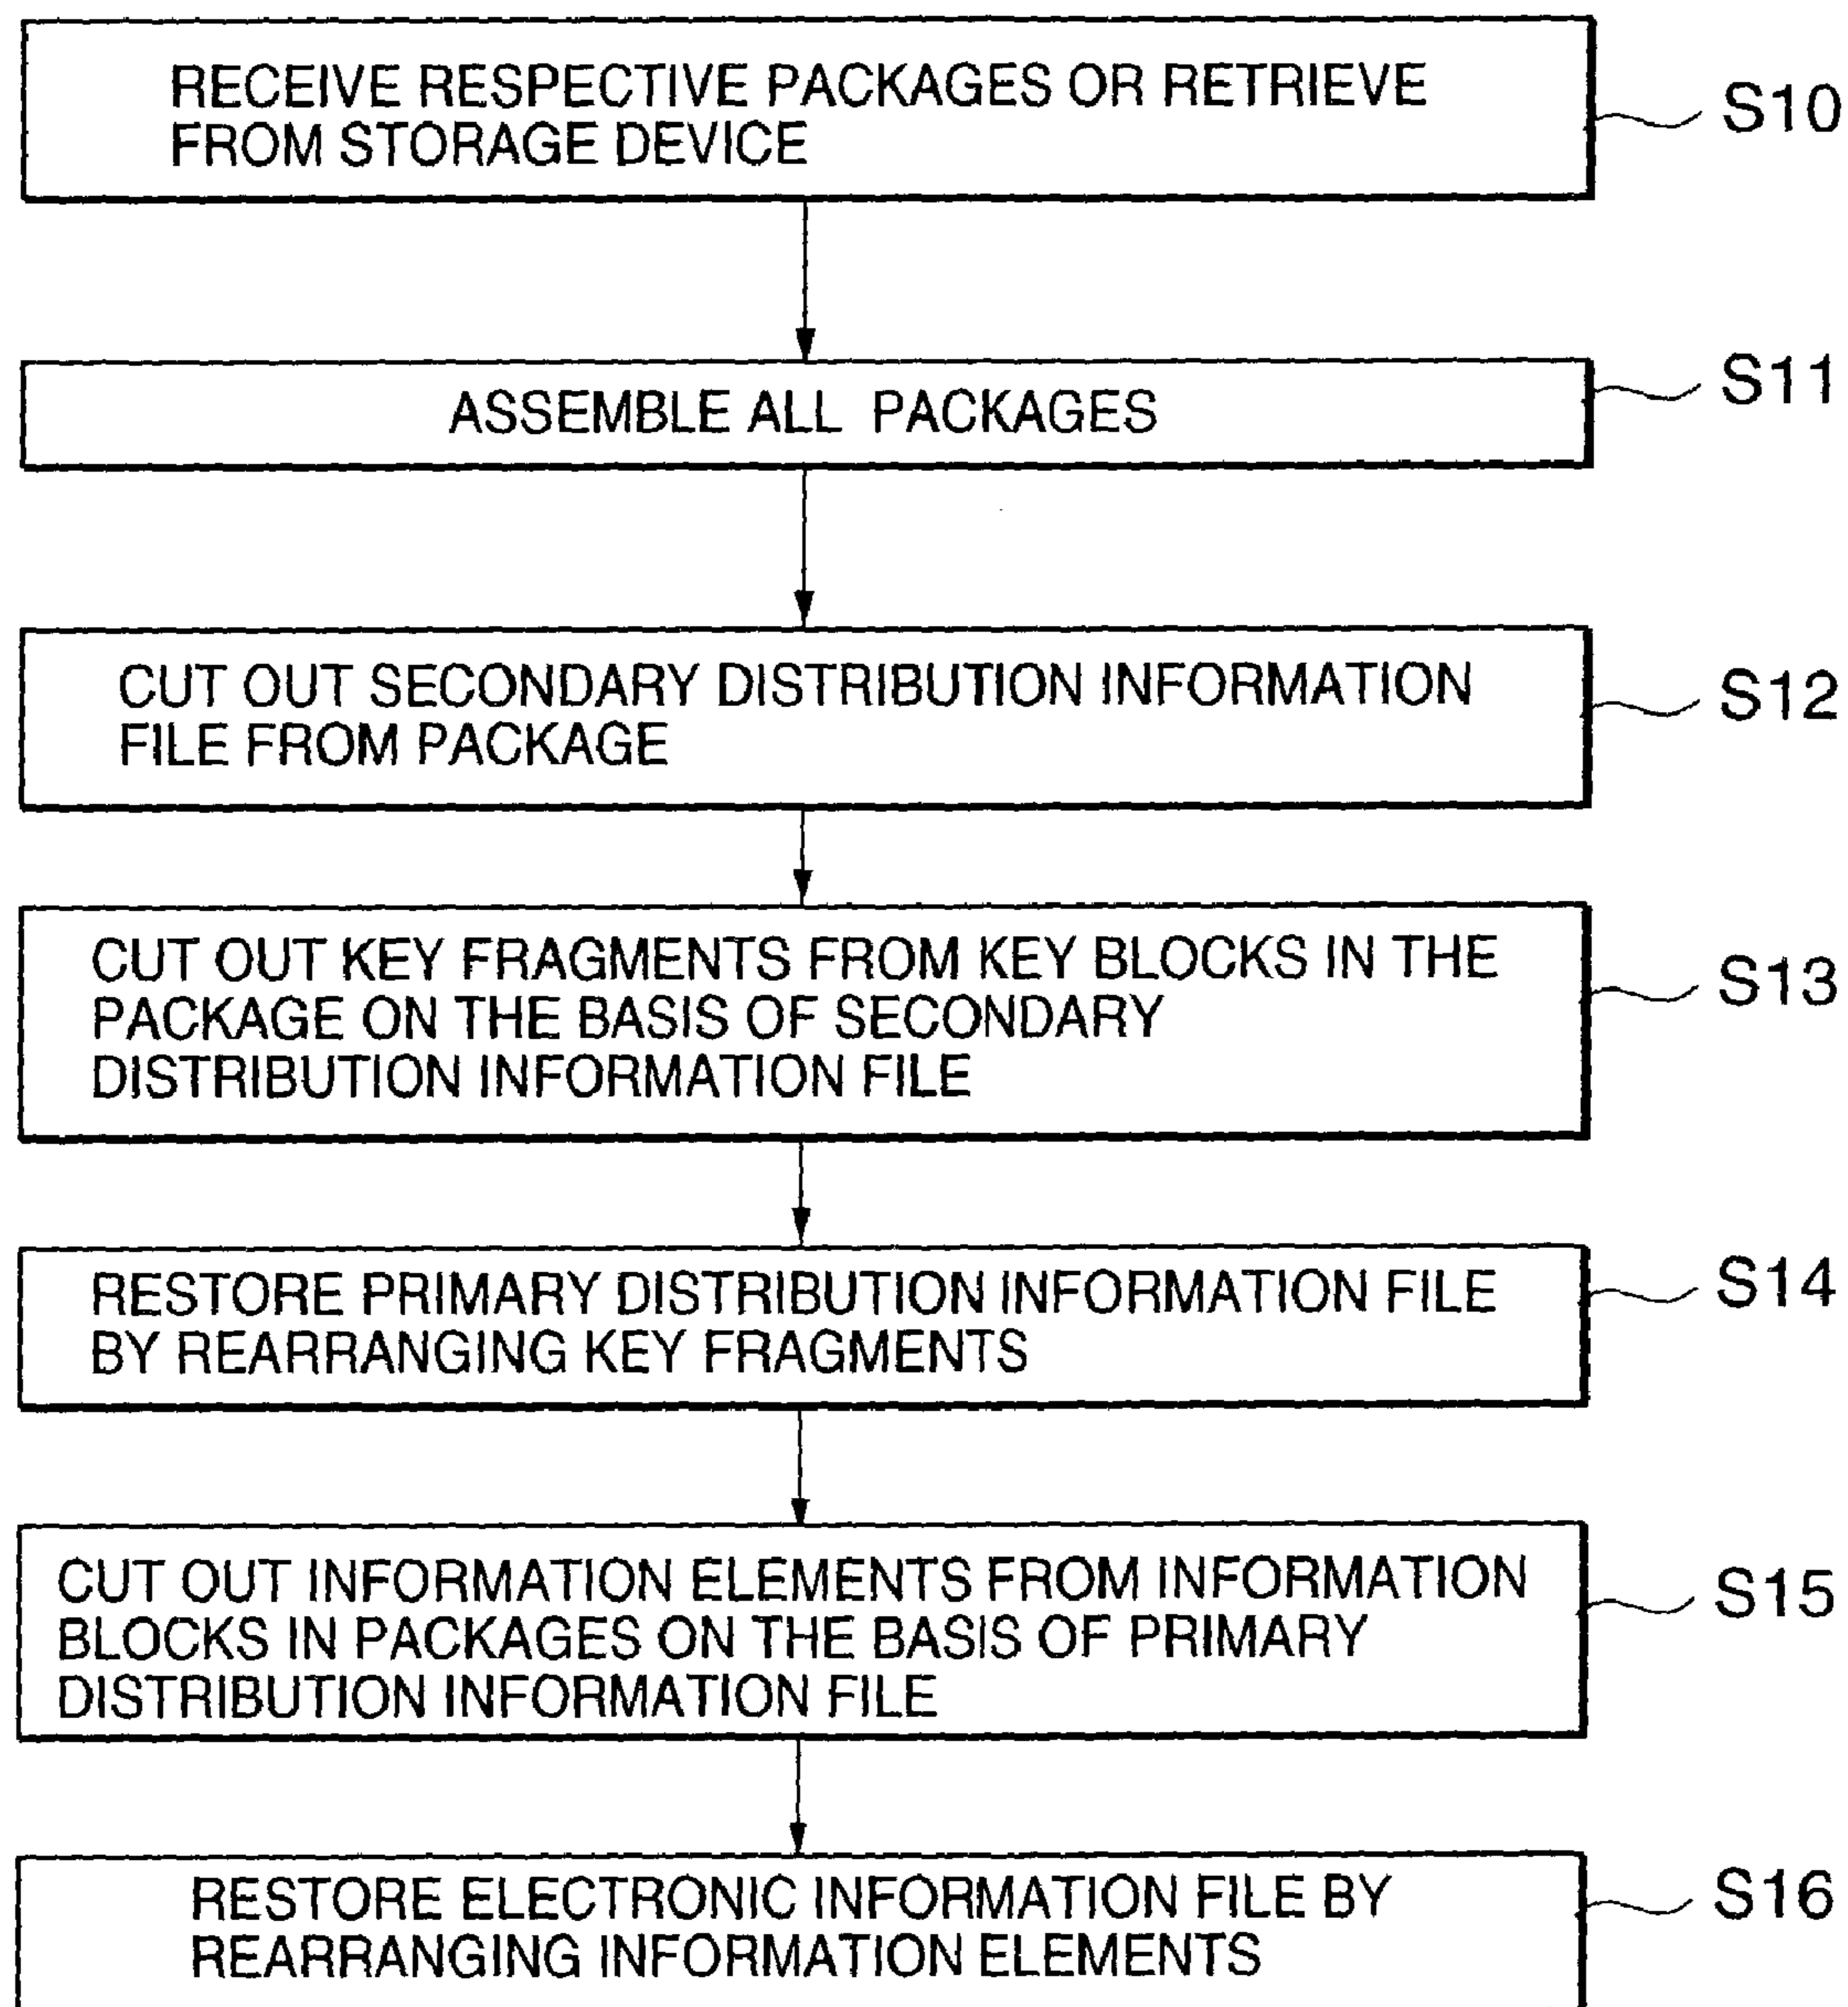 RECEIVE RESPECTIVE PACKAGES OR RETRIEVE
FROM STORAGE DEVICE
S10
ASSEMBLE ALL PACKAGES
S11
CUT OUT SECONDARY DISTRIBUTION INFORMATION
FILE FROM PACKAGE
S12
CUT OUT KEY FRAGMENTS FROM KEY BLOCKS IN THE
PACKAGE ON THE BASIS OF SECONDARY
DISTRIBUTION INFORMATION FILE
S13
RESTORE PRIMARY DISTRIBUTION INFORMATION FILE
BY REARRANGING KEY FRAGMENTS
S14
CUT OUT INFORMATION ELEMENTS FROM INFORMATION
BLOCKS IN PACKAGES ON THE BASIS OF PRIMARY
DISTRIBUTION INFORMATION FILE
S15
RESTORE ELECTRONIC INFORMATION FILE BY
REARRANGING INFORMATION ELEMENTS
S16